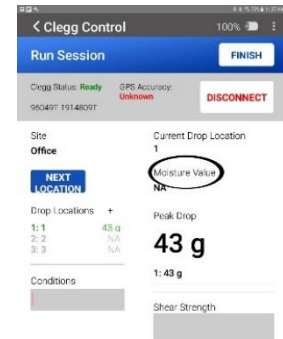 Clegg Control
100%
Run Session
FINISH
Clegg Status: Ready
GPS Accuracy:
Unknown
DISCONNECT
96049T 1914809T
Site
Office
NEXT
LOCATION
Drop Locations +
1: 1 43 g
2: 2 NA
3: 3 NA
Conditions
Current Drop Location
1
Moisture Value
NA
Peak Drop
43 g
1: 43 g
Shear Strength